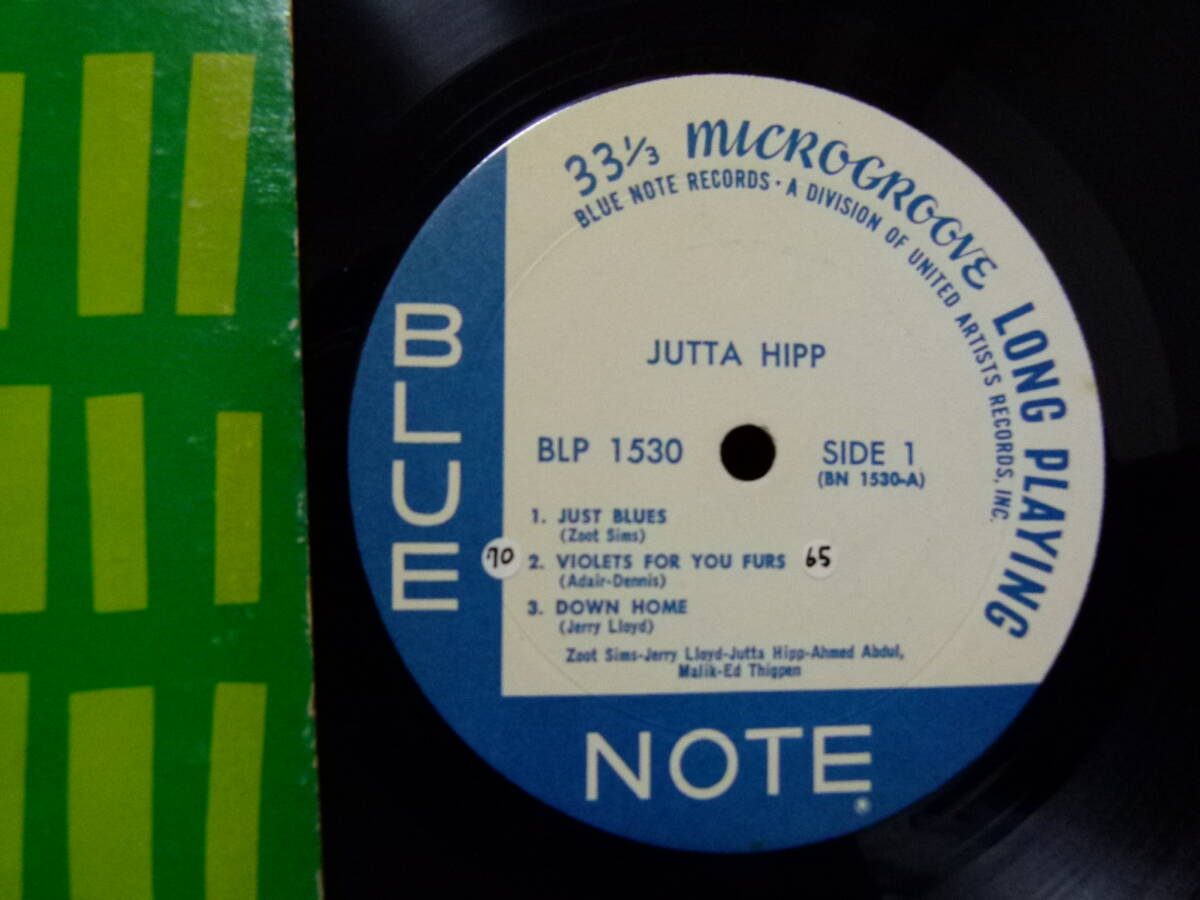 33⅓ MICROGROOVE LONG PLAYING
BLUE NOTE RECORDS · A DIVISION OF UNITED ARTISTS RECORDS, INC.
JUTTA HIPP
BLP 1530
SIDE 1
(BN 1530-A)
1. JUST BLUES
(Zoot Sims)
70
2. VIOLETS FOR YOU FURS
65
(Adair-Dennis)
3. DOWN HOME
(Jerry Lloyd)
Zoot Sims-Jerry Lloyd-Jutta Hipp-Ahmed Abdul,
Malik-Ed Thigpen
BLUE
NOTE®